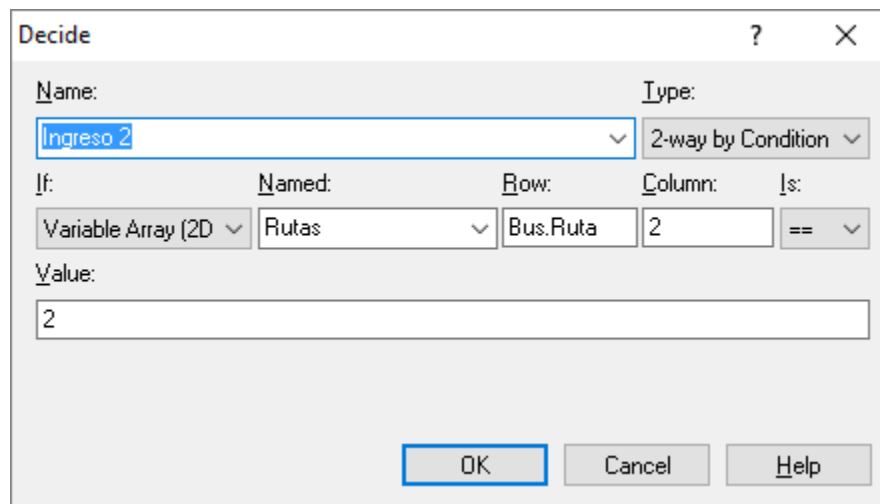 Decide ?
Name: Type:
Ingreso 2 2-way by Condition
If: Named: Row: Column: Is:
Variable Array (2D Rutas Bus.Ruta 2 ==
Value:
2
OK Cancel Help